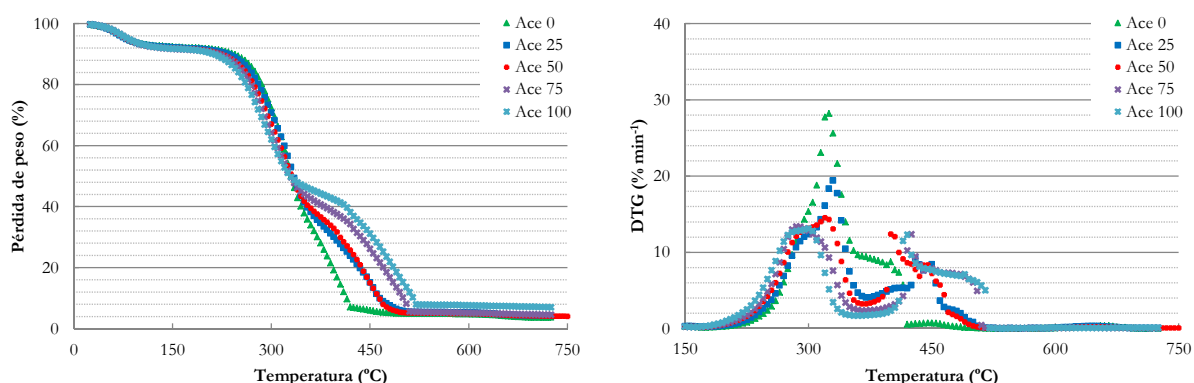 100
80
60
40
20
0
Pérdida de peso (%)
0
150
300
450
600
750
Temperatura (ºC)
Ace 0
Ace 25
Ace 50
Ace 75
Ace 100
40
30
20
10
0
DTG (% min-1)
150
300
450
600
750
Temperatura (ºC)
Ace 0
Ace 25
Ace 50
Ace 75
Ace 100